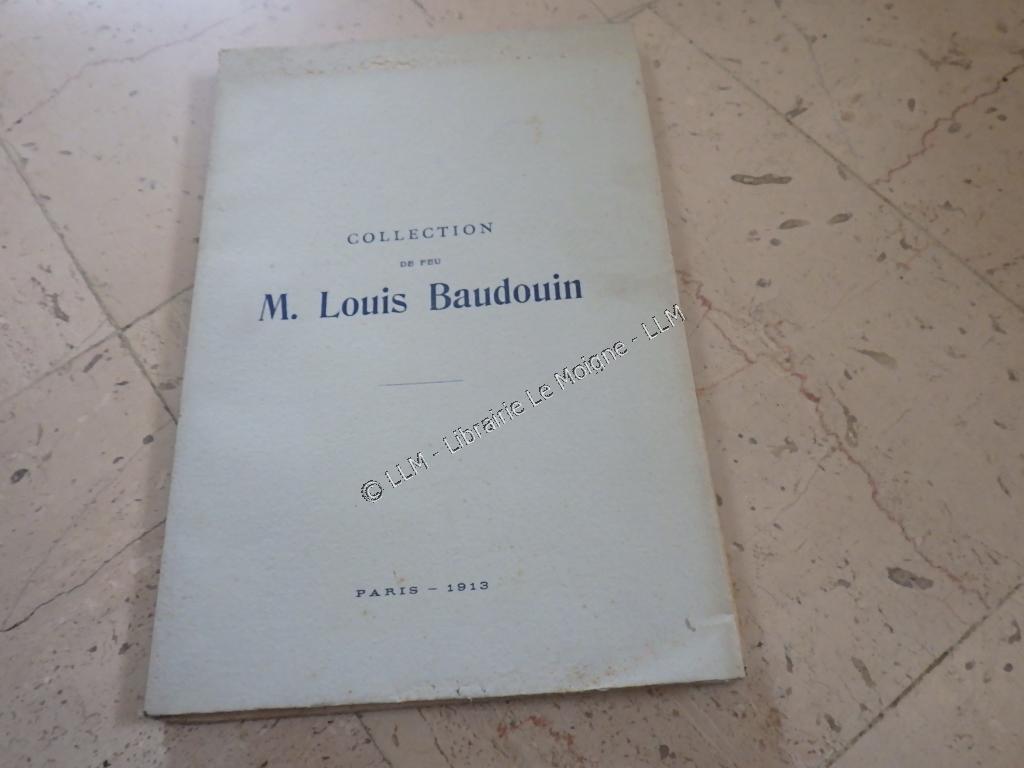 COLLECTION
DE FEU
M. Louis Baudouin
© LLM - Librairie Le Moigne - LLM
PARIS – 1913